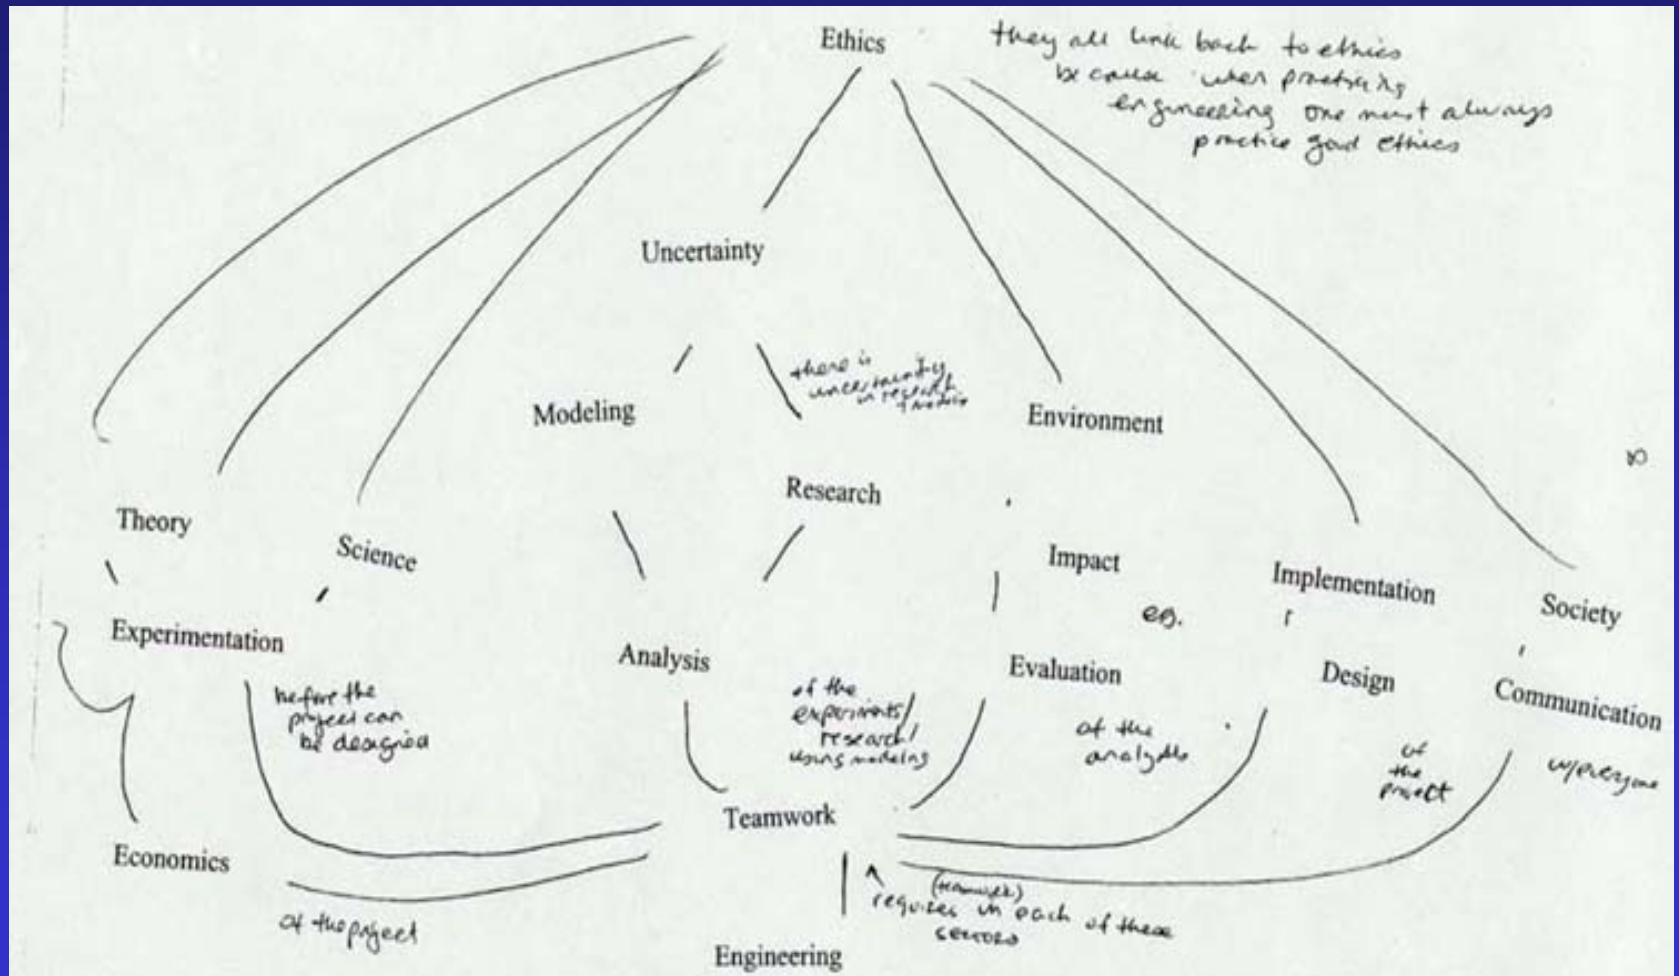 Ethics
they all link back to ethics
because when practicing
engineering one must always
practice good ethics
Uncertainty
there is
uncertainty
in research
Modeling
Environment
Research
Theory
Science
Impact
Implementation
eg.
Society
Experimentation
Analysis
Evaluation
Design
Communication
before the
project can
be designed
of the
experiments/
research/
using modeling
of the
analysis
of
the
project
w/everyone
Teamwork
Economics
of the project
(teamwork)
required in each of these
sectors
Engineering